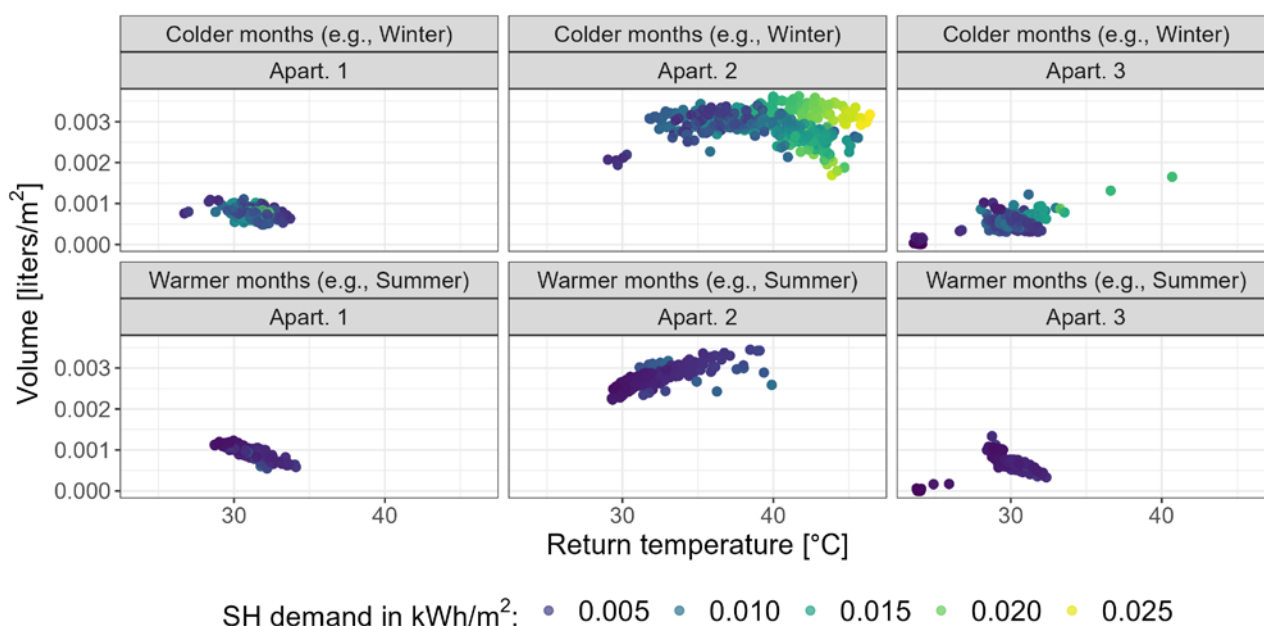 Colder months (e.g., Winter) Colder months (e.g., Winter) Colder months (e.g., Winter)
Apart. 1 Apart. 2 Apart. 3
0.003
0.002
0.001
0.000
Warmer months (e.g., Summer) Warmer months (e.g., Summer) Warmer months (e.g., Summer)
Apart. 1 Apart. 2 Apart. 3
0.003
0.002
0.001
0.000
Volume [liters/m²]
30 40 30 40 30 40
Return temperature [°C]
SH demand in kWh/m²: 0.005 0.010 0.015 0.020 0.025